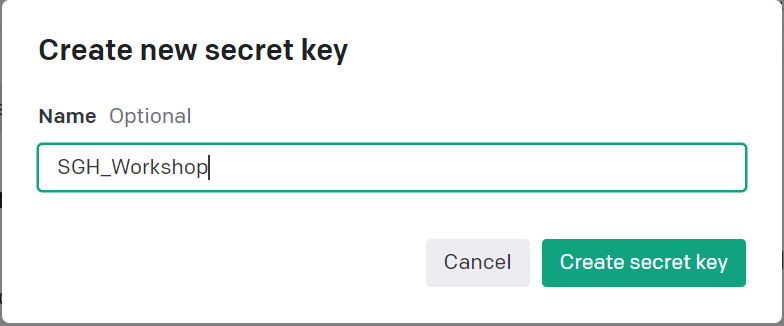 Create new secret key
Name Optional
SGH_Workshop
Cancel Create secret key